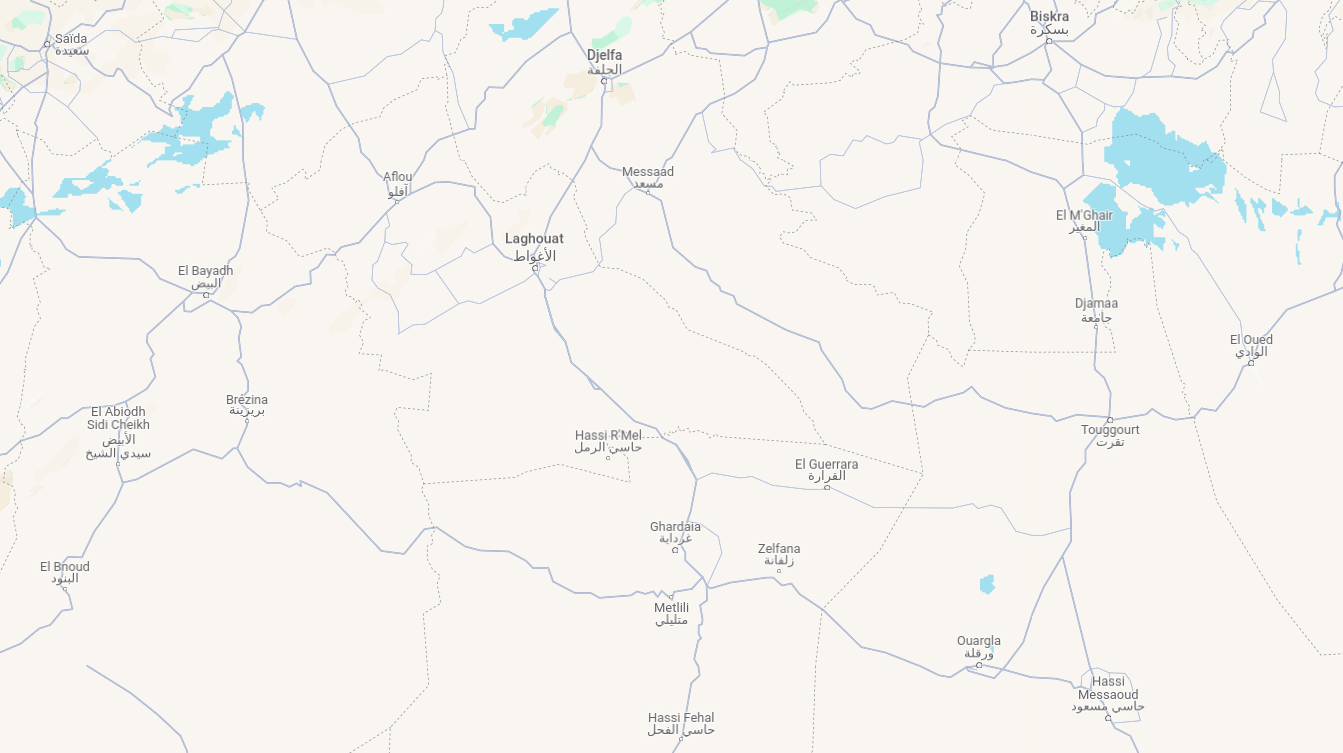 Saïda
سعيدة
Djelfa
الجلفة
Biskra
بسكرة
Aflou
آفلو
Messaad
مسعد
El M'Ghair
المغير
Laghouat
الأغواط
El Bayadh
البيض
Djamaa
جامعة
El Oued
الوادي
Brézina
بريزينة
El Abiodh
Sidi Cheikh
الأبيض
سيدي الشيخ
Hassi R'Mel
حاسي الرمل
Touggourt
تقرت
El Guerrara
القرارة
Ghardaia
غرداية
Zelfana
زلفانة
El Bnoud
البنود
Metlili
متليلي
Ouargla
ورقلة
Hassi
Messaoud
حاسي مسعود
Hassi Fehal
حاسي الفحل